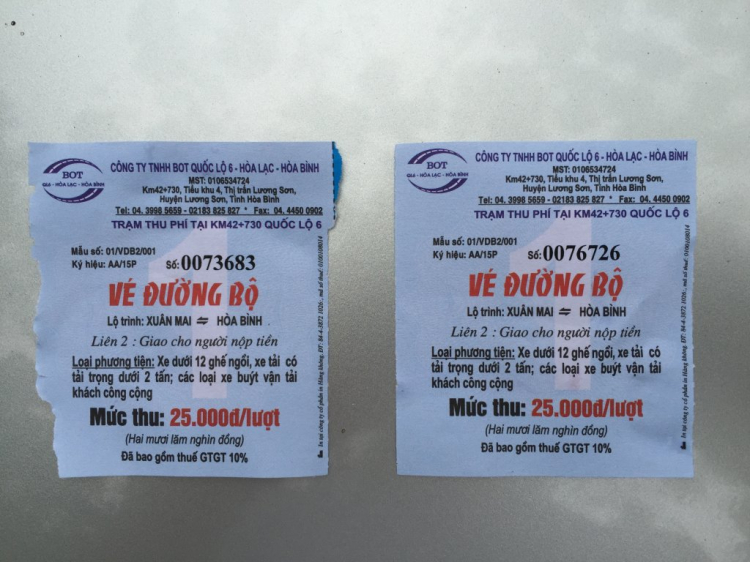 BOT
QL6 - HÒA LẠC - HÒA BÌNH
CÔNG TY TNHH BOT QUỐC LỘ 6 - HÒA LẠC - HÒA BÌNH
MST: 0106534724
Km42+730, Tiểu khu 4, Thị trấn Lương Sơn,
Huyện Lương Sơn, Tỉnh Hòa Bình
Tel: 04. 3998 5659 - 02183 825 827 * Fax: 04. 4450 0902
TRẠM THU PHÍ TẠI KM42+730 QUỐC LỘ 6
Mẫu số: 01/VDB2/001
Ký hiệu: AA/15P Số: 0073683
1
VÉ ĐƯỜNG BỘ
Lộ trình: XUÂN MAI ⇋ HÒA BÌNH
Liên 2 : Giao cho người nộp tiền
Loại phương tiện: Xe dưới 12 ghế ngồi, xe tải có
tải trọng dưới 2 tấn; các loại xe buýt vận tải
khách công cộng
Mức thu: 25.000đ/lượt
(Hai mươi lăm nghìn đồng)
Đã bao gồm thuế GTGT 10%
BOT
QL6 - HÒA LẠC - HÒA BÌNH
CÔNG TY TNHH BOT QUỐC LỘ 6 - HÒA LẠC - HÒA BÌNH
MST: 0106534724
Km42+730, Tiểu khu 4, Thị trấn Lương Sơn,
Huyện Lương Sơn, Tỉnh Hòa Bình
Tel: 04. 3998 5659 - 02183 825 827 * Fax: 04. 4450 0902
TRẠM THU PHÍ TẠI KM42+730 QUỐC LỘ 6
Mẫu số: 01/VDB2/001
Ký hiệu: AA/15P Số: 0076726
1
VÉ ĐƯỜNG BỘ
Lộ trình: XUÂN MAI ⇋ HÒA BÌNH
Liên 2 : Giao cho người nộp tiền
Loại phương tiện: Xe dưới 12 ghế ngồi, xe tải có
tải trọng dưới 2 tấn; các loại xe buýt vận tải
khách công cộng
Mức thu: 25.000đ/lượt
(Hai mươi lăm nghìn đồng)
Đã bao gồm thuế GTGT 10%